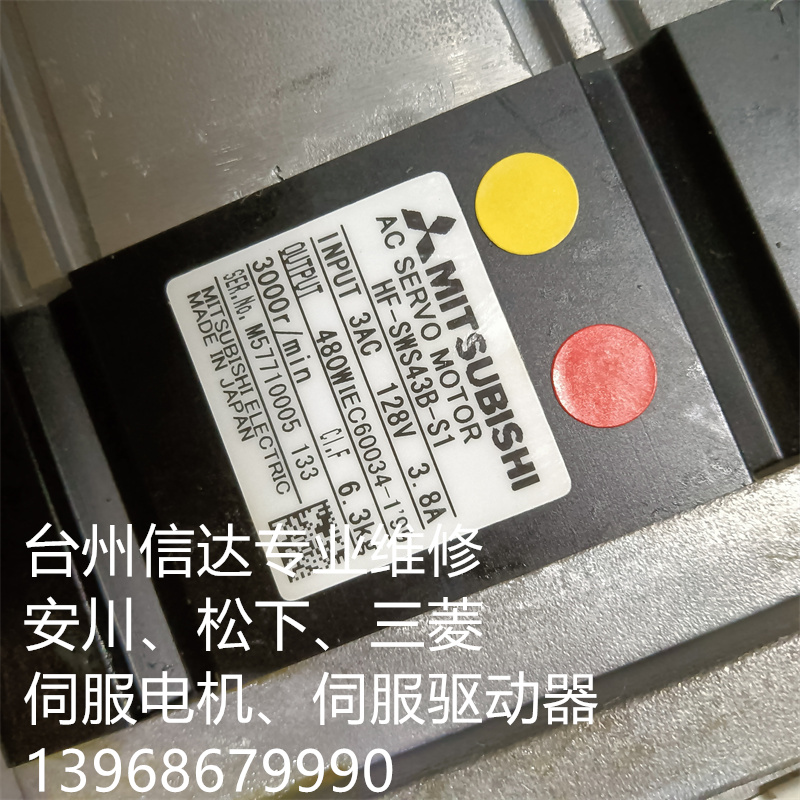 MITSUBISHI
AC SERVO MOTOR
HF-SWS43B-S1
INPUT 3AC 128V 3.8A
OUTPUT 480W IEC60034-1'9
3000r/min CI.F 6.3k
SER.No. M57710005 133
MITSUBISHI ELECTRIC
MADE IN JAPAN
台州信达专业维修
安川、松下、三菱
伺服电机、伺服驱动器
13968679990